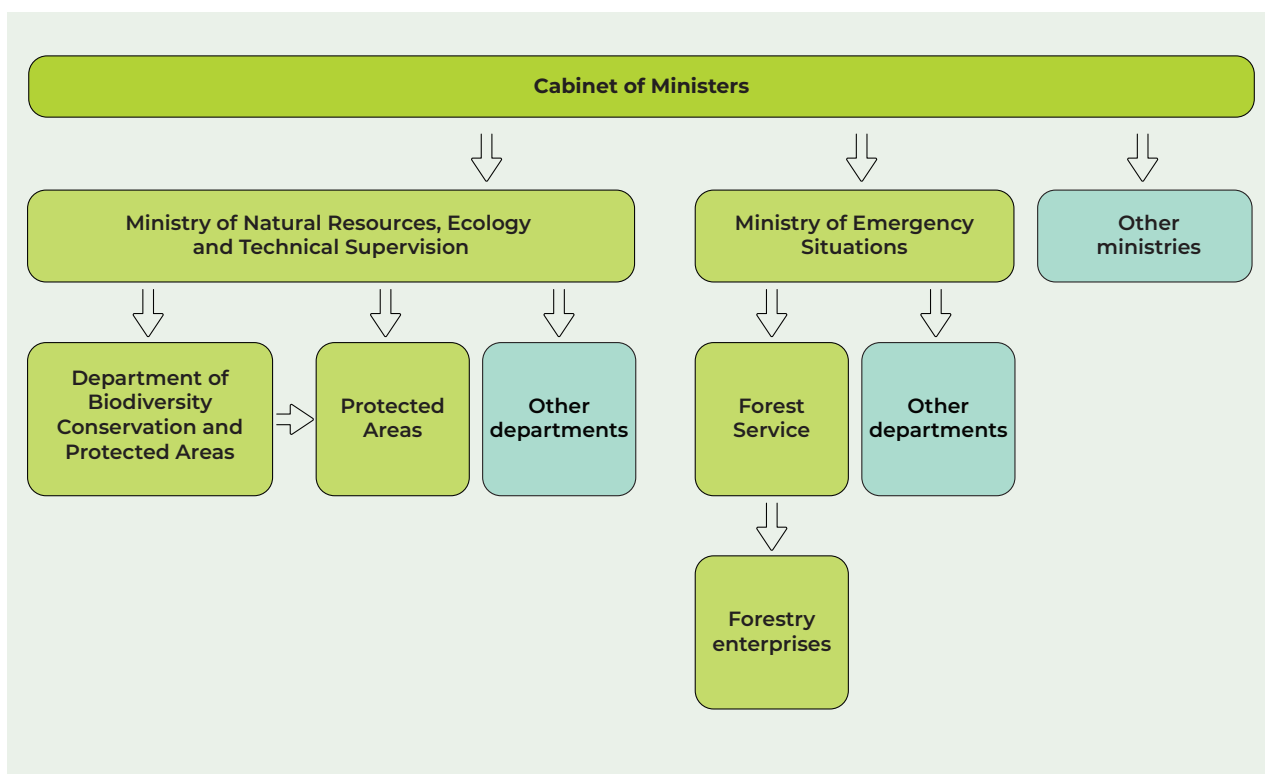 Cabinet of Ministers
Ministry of Natural Resources, Ecology
and Technical Supervision
Ministry of Emergency
Situations
Other
ministries
Department of
Biodiversity
Conservation and
Protected Areas
Protected
Areas
Other
departments
Forest
Service
Other
departments
Forestry
enterprises